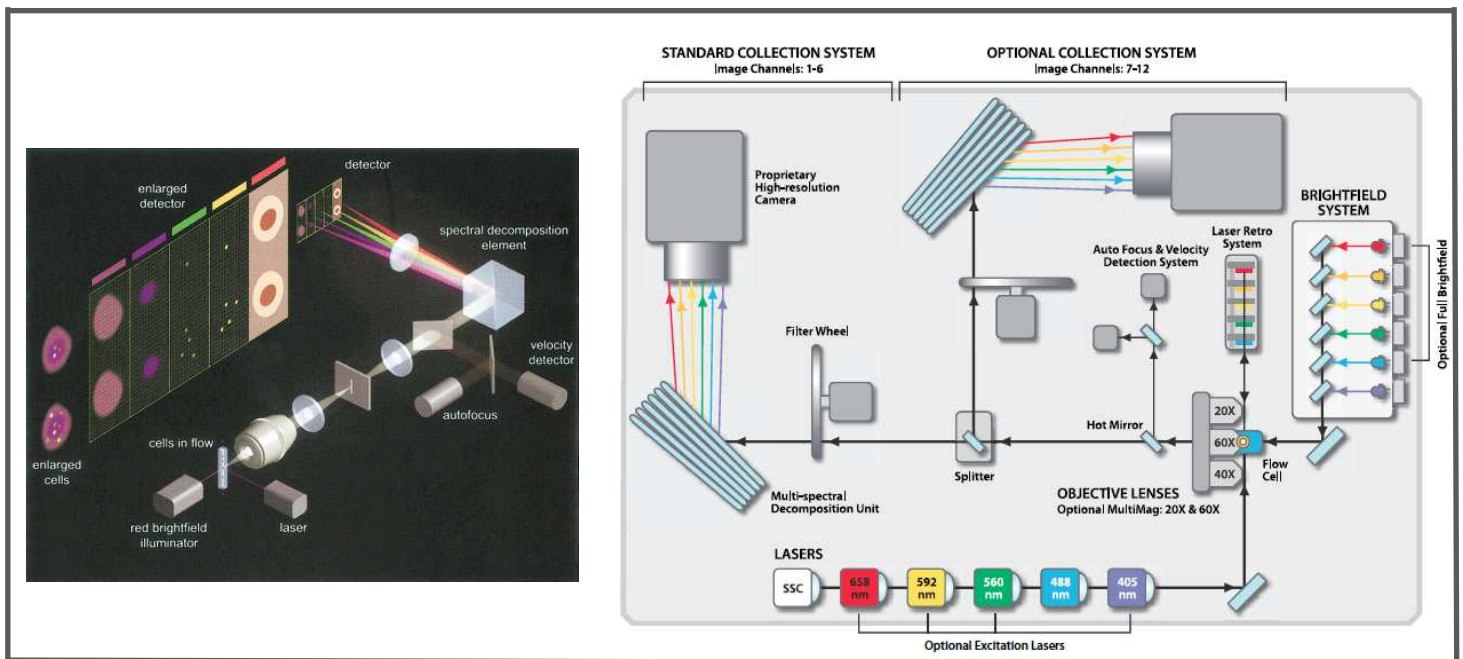 enlarged
detector
detector
spectral decomposition
element
velocity
detector
autofocus
cells in flow
enlarged
cells
red brightfield
illuminator
laser
STANDARD COLLECTION SYSTEM
Image Channels: 1-6
OPTIONAL COLLECTION SYSTEM
Image Channels: 7-12
Proprietary
High-resolution
Camera
BRIGHTFIELD
SYSTEM
Laser Retro
System
Auto Focus & Velocity
Detection System
Optional Full Brightfield
Filter Wheel
Hot Mirror
20X
60X
40X
Flow
Cell
Splitter
OBJECTIVE LENSES
Optional MultiMag: 20X & 60X
Multi-spectral
Decomposition Unit
LASERS
SSC
658
nm
592
nm
560
nm
488
nm
405
nm
Optional Excitation Lasers